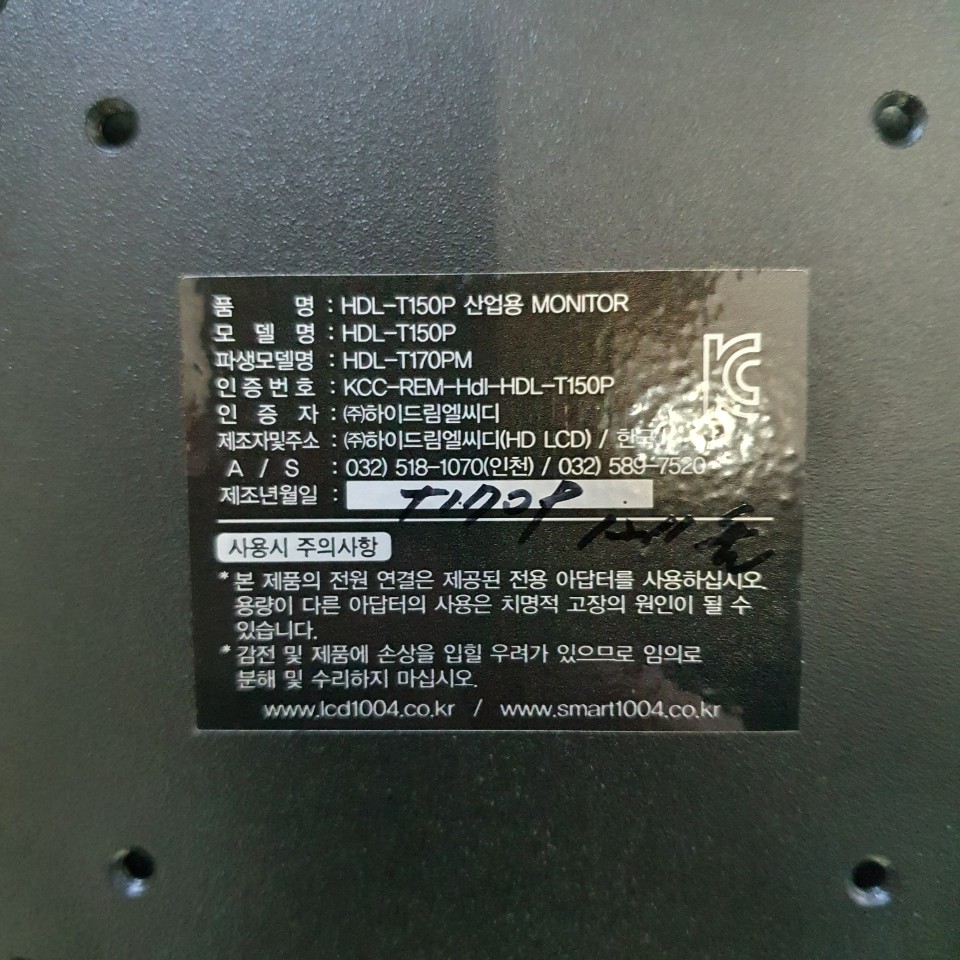 품 명 : HDL-T150P 산업용 MONITOR
모 델 명 : HDL-T150P
파생모델명 : HDL-T170PM
인증번호 : KCC-REM-Hdl-HDL-T150P
인 증 자 : ㈜하이드림엘씨디
제조자및주소 : ㈜하이드림엘씨디(HD LCD) / 한국
A / S : 032) 518-1070(인천) / 032) 589-7520
제조년월일 : T170P
사용시 주의사항
* 본 제품의 전원 연결은 제공된 전용 아답터를 사용하십시오
용량이 다른 아답터의 사용은 치명적 고장의 원인이 될 수
있습니다.
* 감전 및 제품에 손상을 입힐 우려가 있으므로 임의로
분해 및 수리하지 마십시오.
www.lcd1004.co.kr / www.smart1004.co.kr